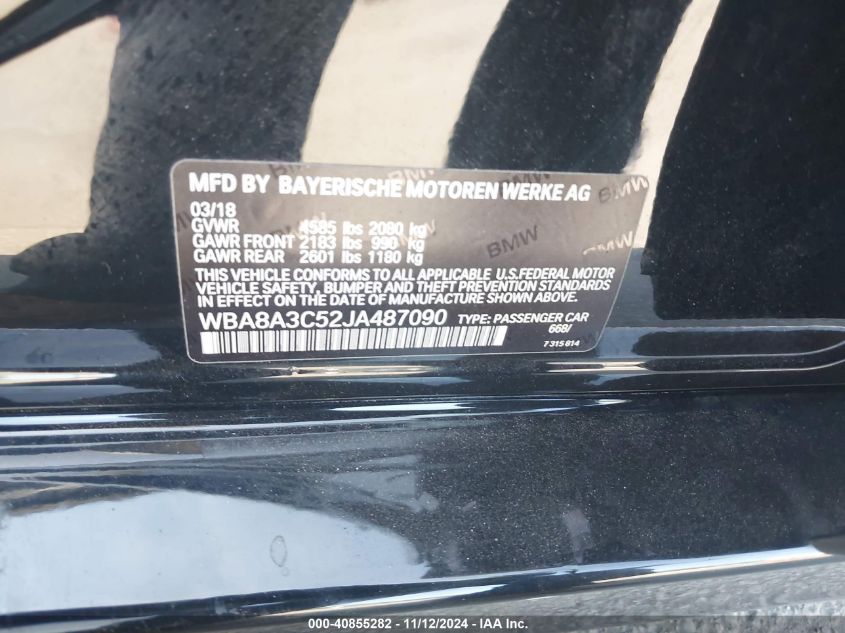 MFD BY BAYERISCHE MOTOREN WERKE AG
03/18
GVWR 4585 lbs 2080 kg
GAWR FRONT 2183 lbs 990 kg
GAWR REAR 2601 lbs 1180 kg
THIS VEHICLE CONFORMS TO ALL APPLICABLE U.S.FEDERAL MOTOR
VEHICLE SAFETY, BUMPER AND THEFT PREVENTION STANDARDS
IN EFFECT ON THE DATE OF MANUFACTURE SHOWN ABOVE.
WBA8A3C52JA487090 TYPE: PASSENGER CAR
668/
7 315 614
BMW
BMW
000-40855282 - 11/12/2024 - IAA Inc.